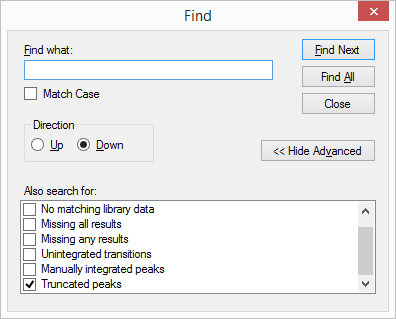 Find
Find what:
Find Next
Find All
Match Case
Close
Direction
Up
Down
<< Hide Advanced
Also search for:
No matching library data
Missing all results
Missing any results
Unintegrated transitions
Manually integrated peaks
Truncated peaks